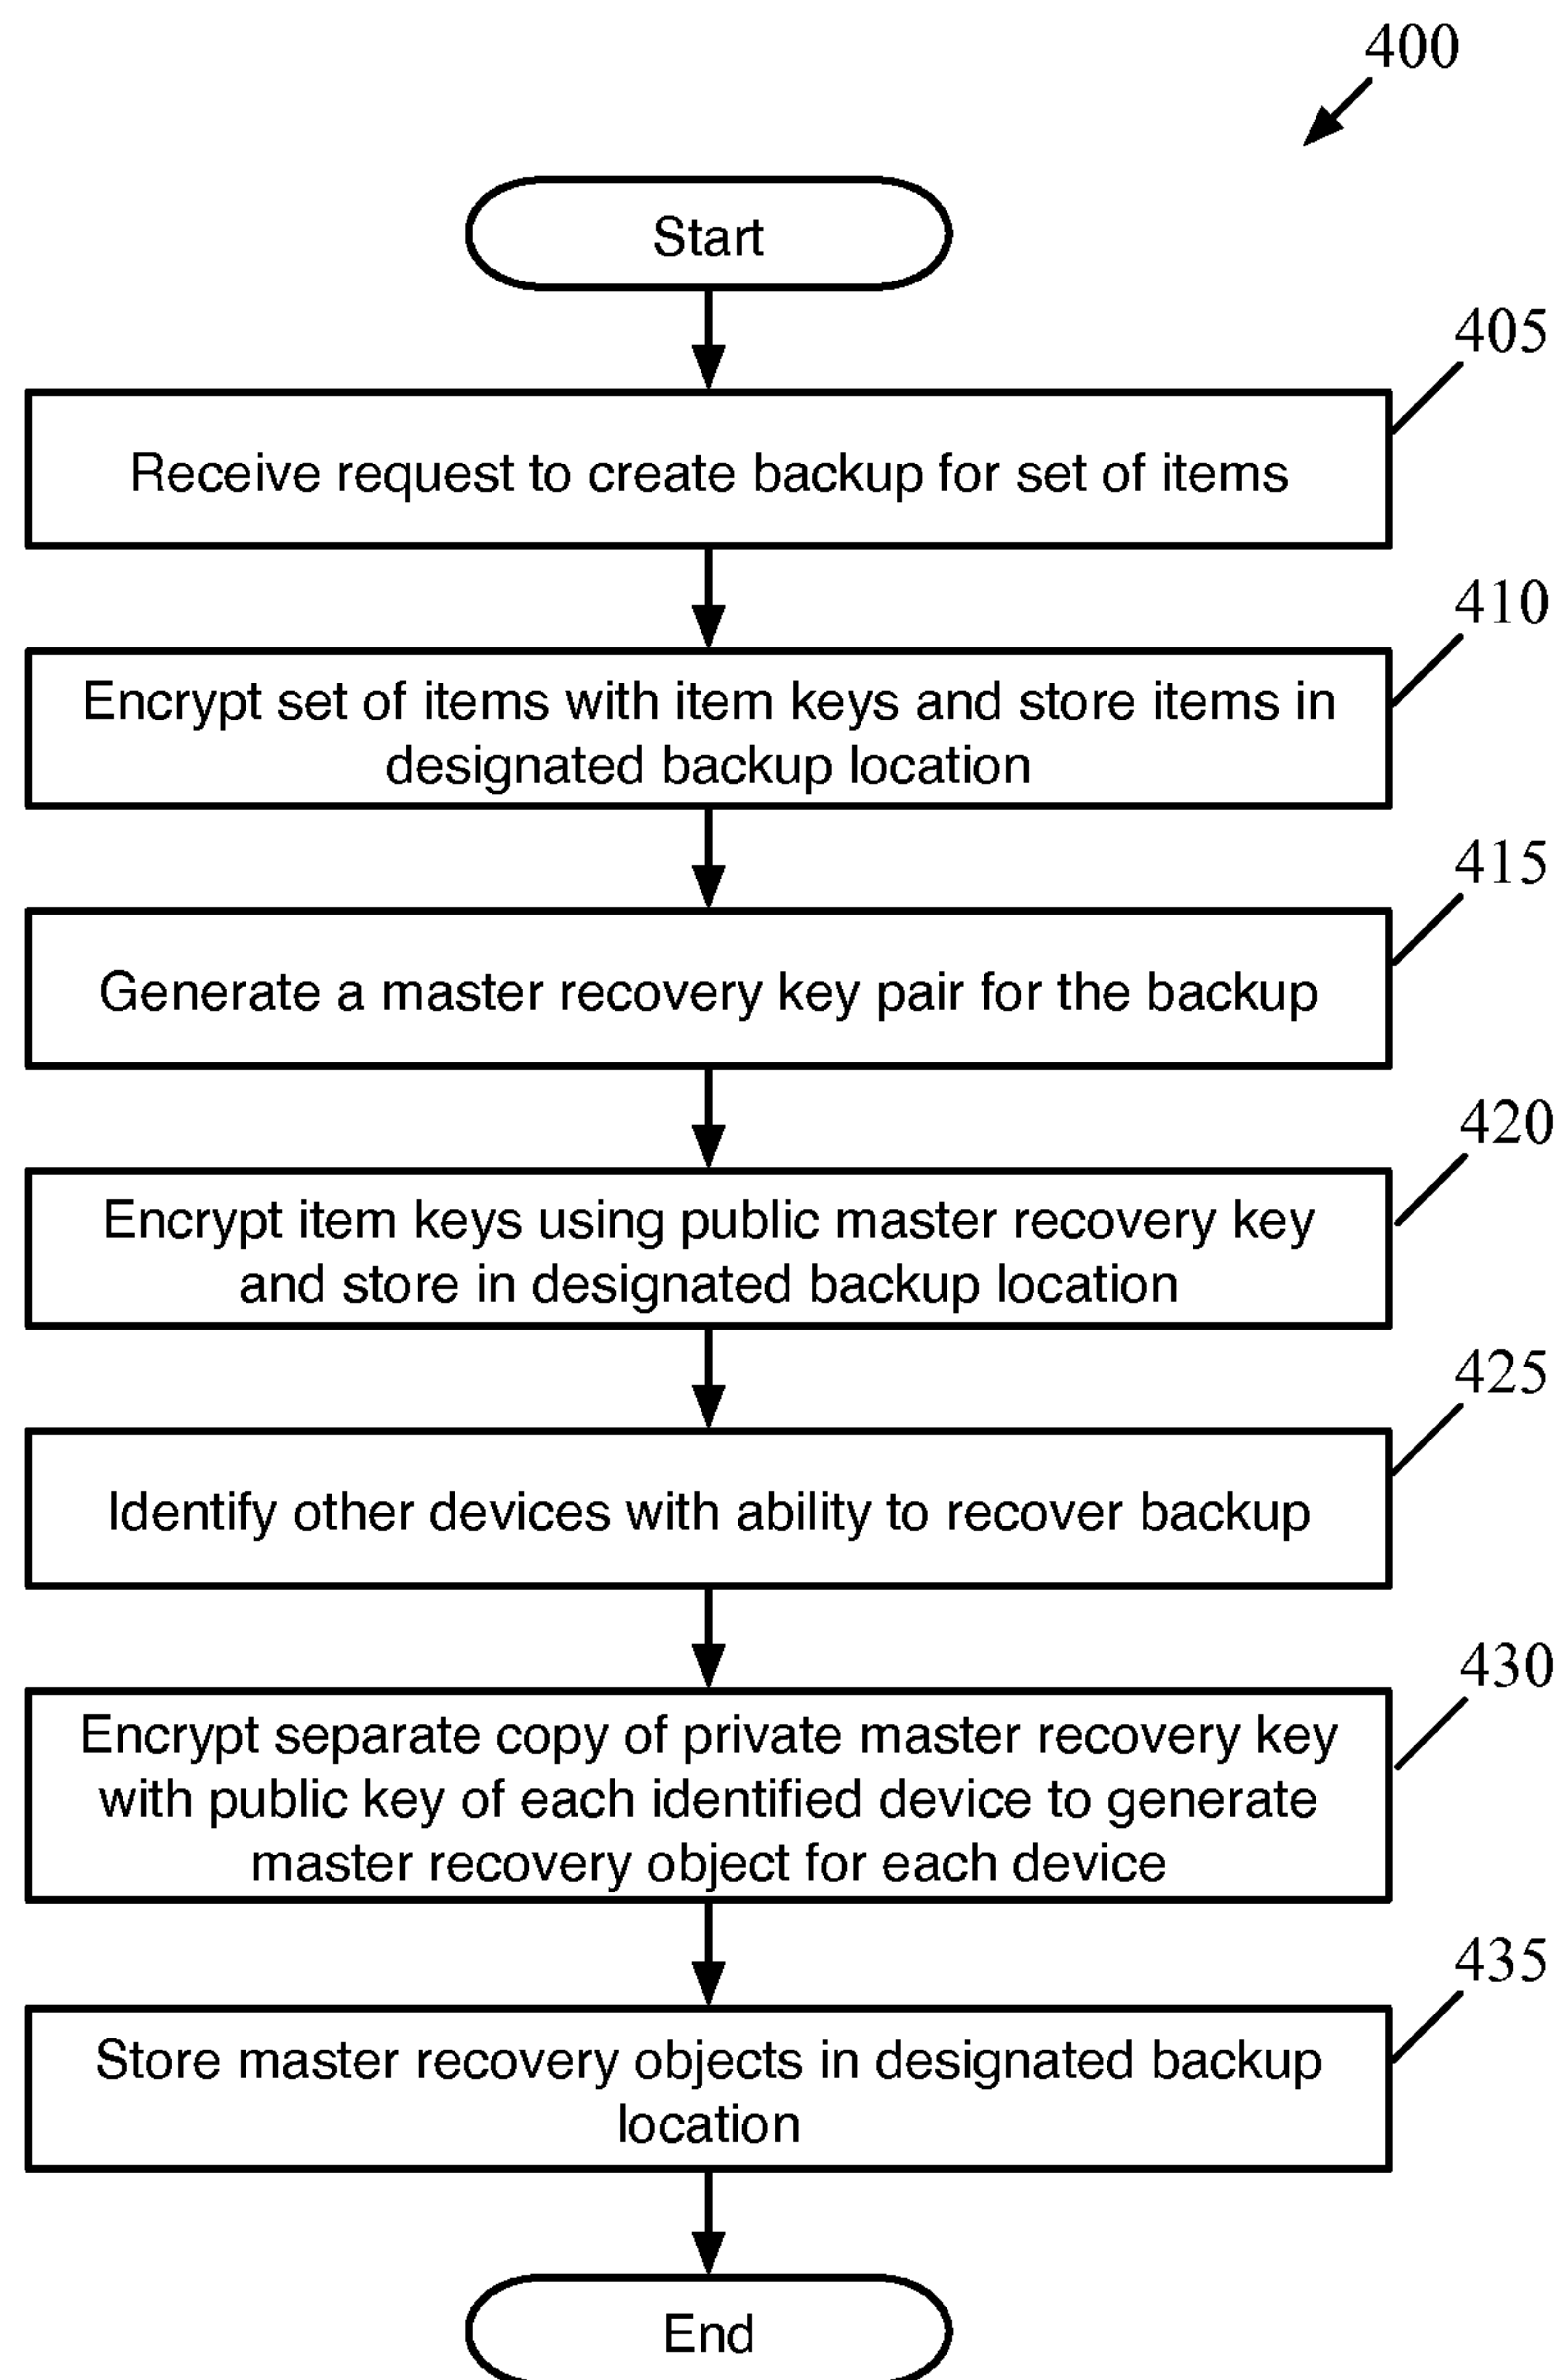 400
Start
405
Receive request to create backup for set of items
410
Encrypt set of items with item keys and store items in
designated backup location
415
Generate a master recovery key pair for the backup
420
Encrypt item keys using public master recovery key
and store in designated backup location
425
Identify other devices with ability to recover backup
430
Encrypt separate copy of private master recovery key
with public key of each identified device to generate
master recovery object for each device
435
Store master recovery objects in designated backup
location
End